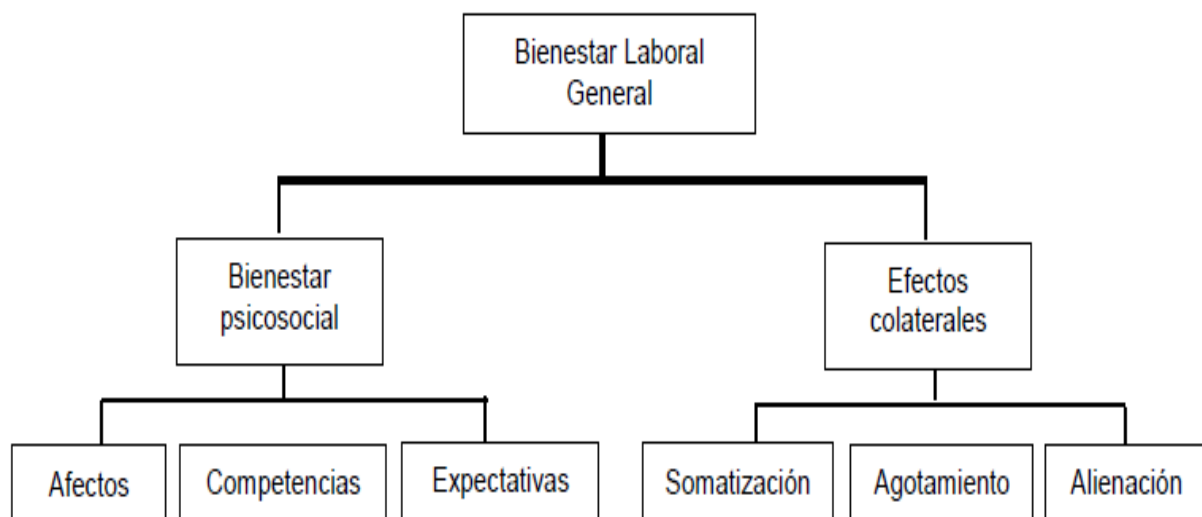 Bienestar Laboral
General
Bienestar
psicosocial
Efectos
colaterales
Afectos
Competencias
Expectativas
Somatización
Agotamiento
Alienación